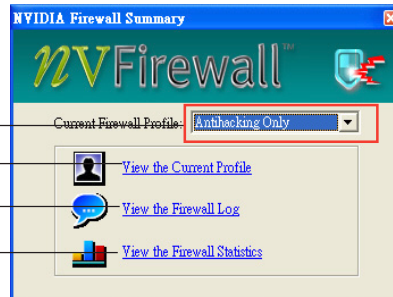 NVIDIA Firewall Summary
NVFirewall™
Current Firewall Profile: Antihacking Only
View the Current Profile
View the Firewall Log
View the Firewall Statistics